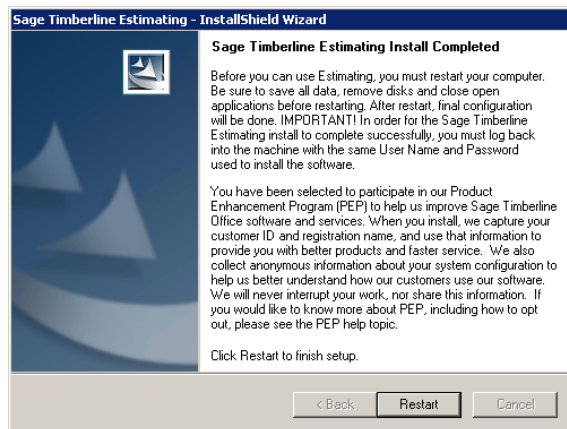 Sage Timberline Estimating - InstallShield Wizard
Sage Timberline Estimating Install Completed
Before you can use Estimating, you must restart your computer.
Be sure to save all data, remove disks and close open
applications before restarting. After restart, final configuration
will be done. IMPORTANT! In order for the Sage Timberline
Estimating install to complete successfully, you must log back
into the machine with the same User Name and Password
used to install the software.
You have been selected to participate in our Product
Enhancement Program (PEP) to help us improve Sage Timberline
Office software and services. When you install, we capture your
customer ID and registration name, and use that information to
provide you with better products and faster service. We also
collect anonymous information about your system configuration to
help us better understand how our customers use our software.
We will never interrupt your work, nor share this information. If
you would like to know more about PEP, including how to opt
out, please see the PEP help topic.
Click Restart to finish setup.
< Back Restart Cancel